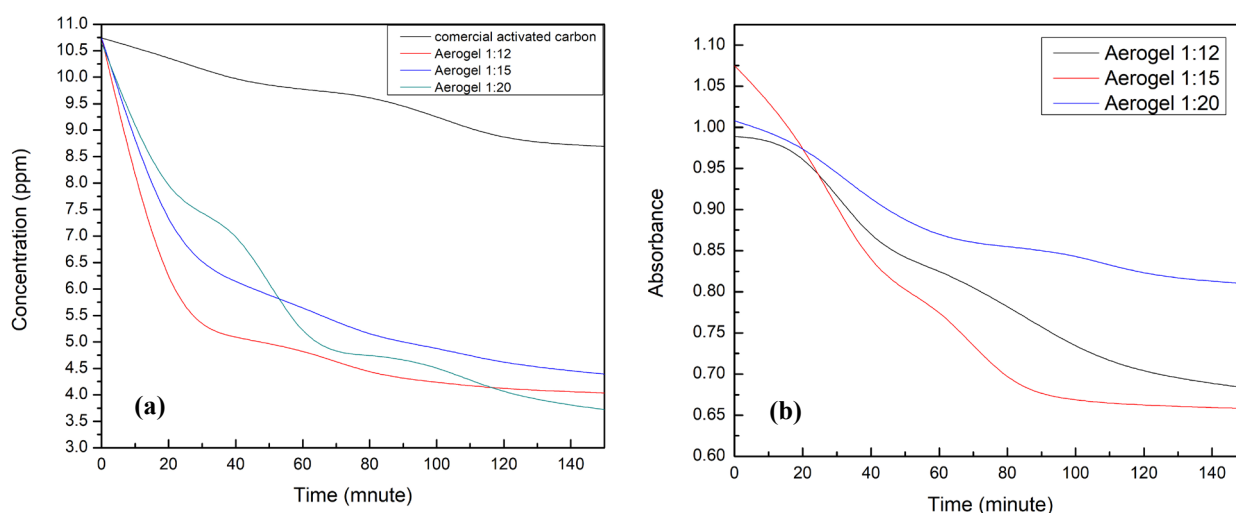 11.0
10.5
10.0
9.5
9.0
8.5
8.0
7.5
7.0
6.5
6.0
5.5
5.0
4.5
4.0
3.5
3.0
Concentration (ppm)
comercial activated carbon
Aerogel 1:12
Aerogel 1:15
Aerogel 1:20
(a)
0 20 40 60 80 100 120 140
Time (mnute)
1.10
1.05
1.00
0.95
0.90
0.85
0.80
0.75
0.70
0.65
0.60
Absorbance
Aerogel 1:12
Aerogel 1:15
Aerogel 1:20
(b)
0 20 40 60 80 100 120 140
Time (minute)